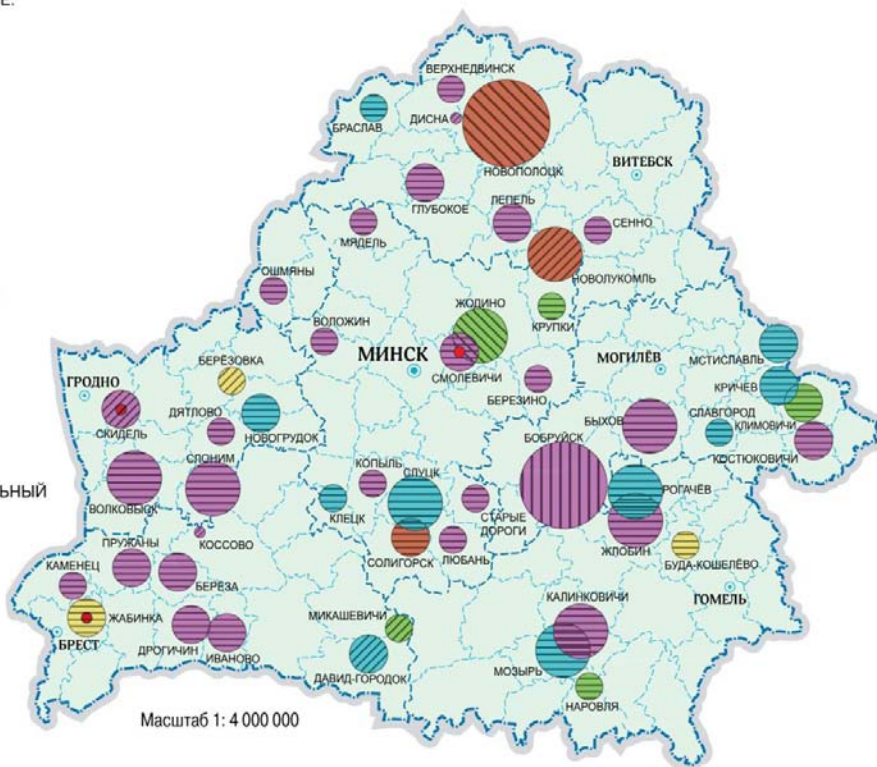 Е:
ВЕРХНЕДВИНСК
БРАСЛАВ
ДИСНА
НОВОПОЛОЦК
ВИТЕБСК
ГЛУБОКОЕ
ЛЕПЕЛЬ
СЕННО
МЯДЕЛЬ
НОВОЛУКОМЛЬ
ОШМЯНЫ
ВОЛОЖИН
ЖОДИНО
КРУПКИ
МИНСК
СМОЛЕВИЧИ
МОГИЛЁВ
МСТИСЛАВЛЬ
БЕРЁЗОВКА
БЕРЕЗИНО
КРИЧЕВ
ГРОДНО
ДЯТЛОВО
СКИДЕЛЬ
НОВОГРУДОК
БЫХОВ
СЛАВГОРОД
КЛИМОВИЧИ
БОБРУЙСК
КОСТЮКОВИЧИ
СЛОНИМ
КОПЫЛЬ
СЛУЦК
ЬНЫЙ
ВОЛКОВЫСК
КЛЕЦК
СТАРЫЕ
ДОРОГИ
РОГАЧЁВ
КОССОВО
ПРУЖАНЫ
СОЛИГОРСК
ЛЮБАНЬ
ЖЛОБИН
БУДА-КОШЕЛЁВО
КАМЕНЕЦ
БЕРЕЗА
КАЛИНКОВИЧИ
ГОМЕЛЬ
ЖАБИНКА
МИКАШЕВИЧИ
БРЕСТ
ДРОГИЧИН
ИВАНОВО
ДАВИД-ГОРОДОК
МОЗЫРЬ
НАРОВЛЯ
Масштаб 1: 4 000 000